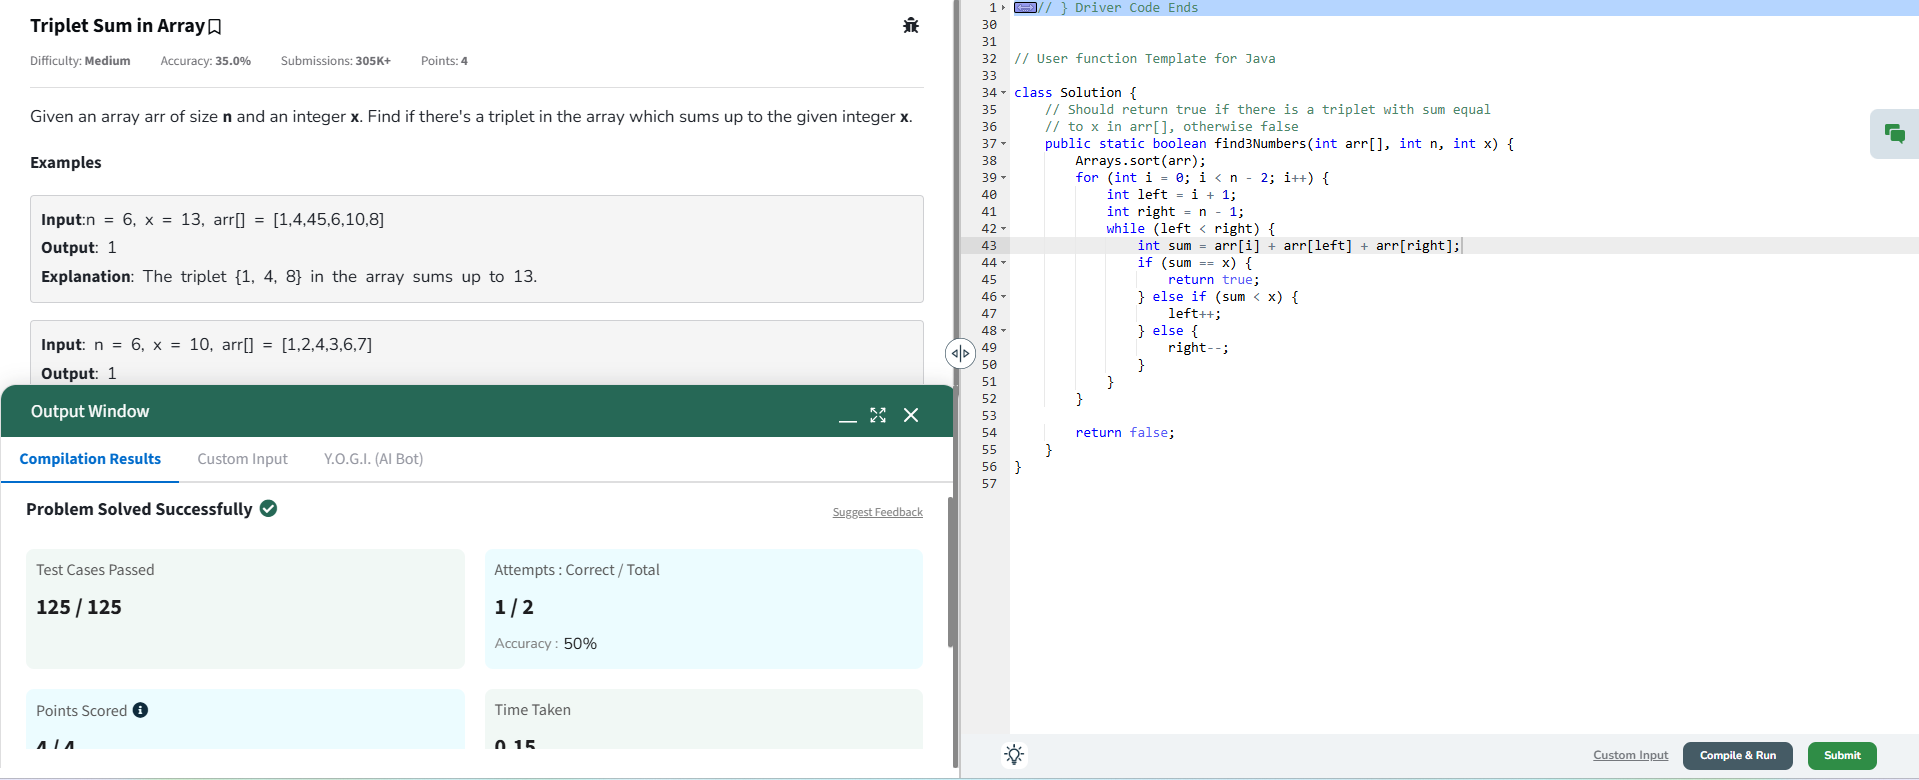 Triplet Sum in Array
Difficulty: Medium Accuracy: 35.0% Submissions: 305K+ Points: 4
Given an array arr of size n and an integer x. Find if there's a triplet in the array which sums up to the given integer x.
Examples
Input:n = 6, x = 13, arr[] = [1,4,45,6,10,8]
Output: 1
Explanation: The triplet {1, 4, 8} in the array sums up to 13.
Input: n = 6, x = 10, arr[] = [1,2,4,3,6,7]
Output: 1
Output Window
Compilation Results Custom Input Y.O.G.I. (AI Bot)
Problem Solved Successfully
Suggest Feedback
Test Cases Passed
125 / 125
Attempts : Correct / Total
1 / 2
Accuracy : 50%
Points Scored
4 / 4
Time Taken
0.15
1 // } Driver Code Ends
30
31
32 // User function Template for Java
33
34 class Solution {
35 // Should return true if there is a triplet with sum equal
36 // to x in arr[], otherwise false
37 public static boolean find3Numbers(int arr[], int n, int x) {
38 Arrays.sort(arr);
39 for (int i = 0; i < n - 2; i++) {
40 int left = i + 1;
41 int right = n - 1;
42 while (left < right) {
43 int sum = arr[i] + arr[left] + arr[right];
44 if (sum == x) {
45 return true;
46 } else if (sum < x) {
47 left++;
48 } else {
49 right--;
50 }
51 }
52 }
53
54 return false;
55 }
56 }
57
Custom Input Compile & Run Submit